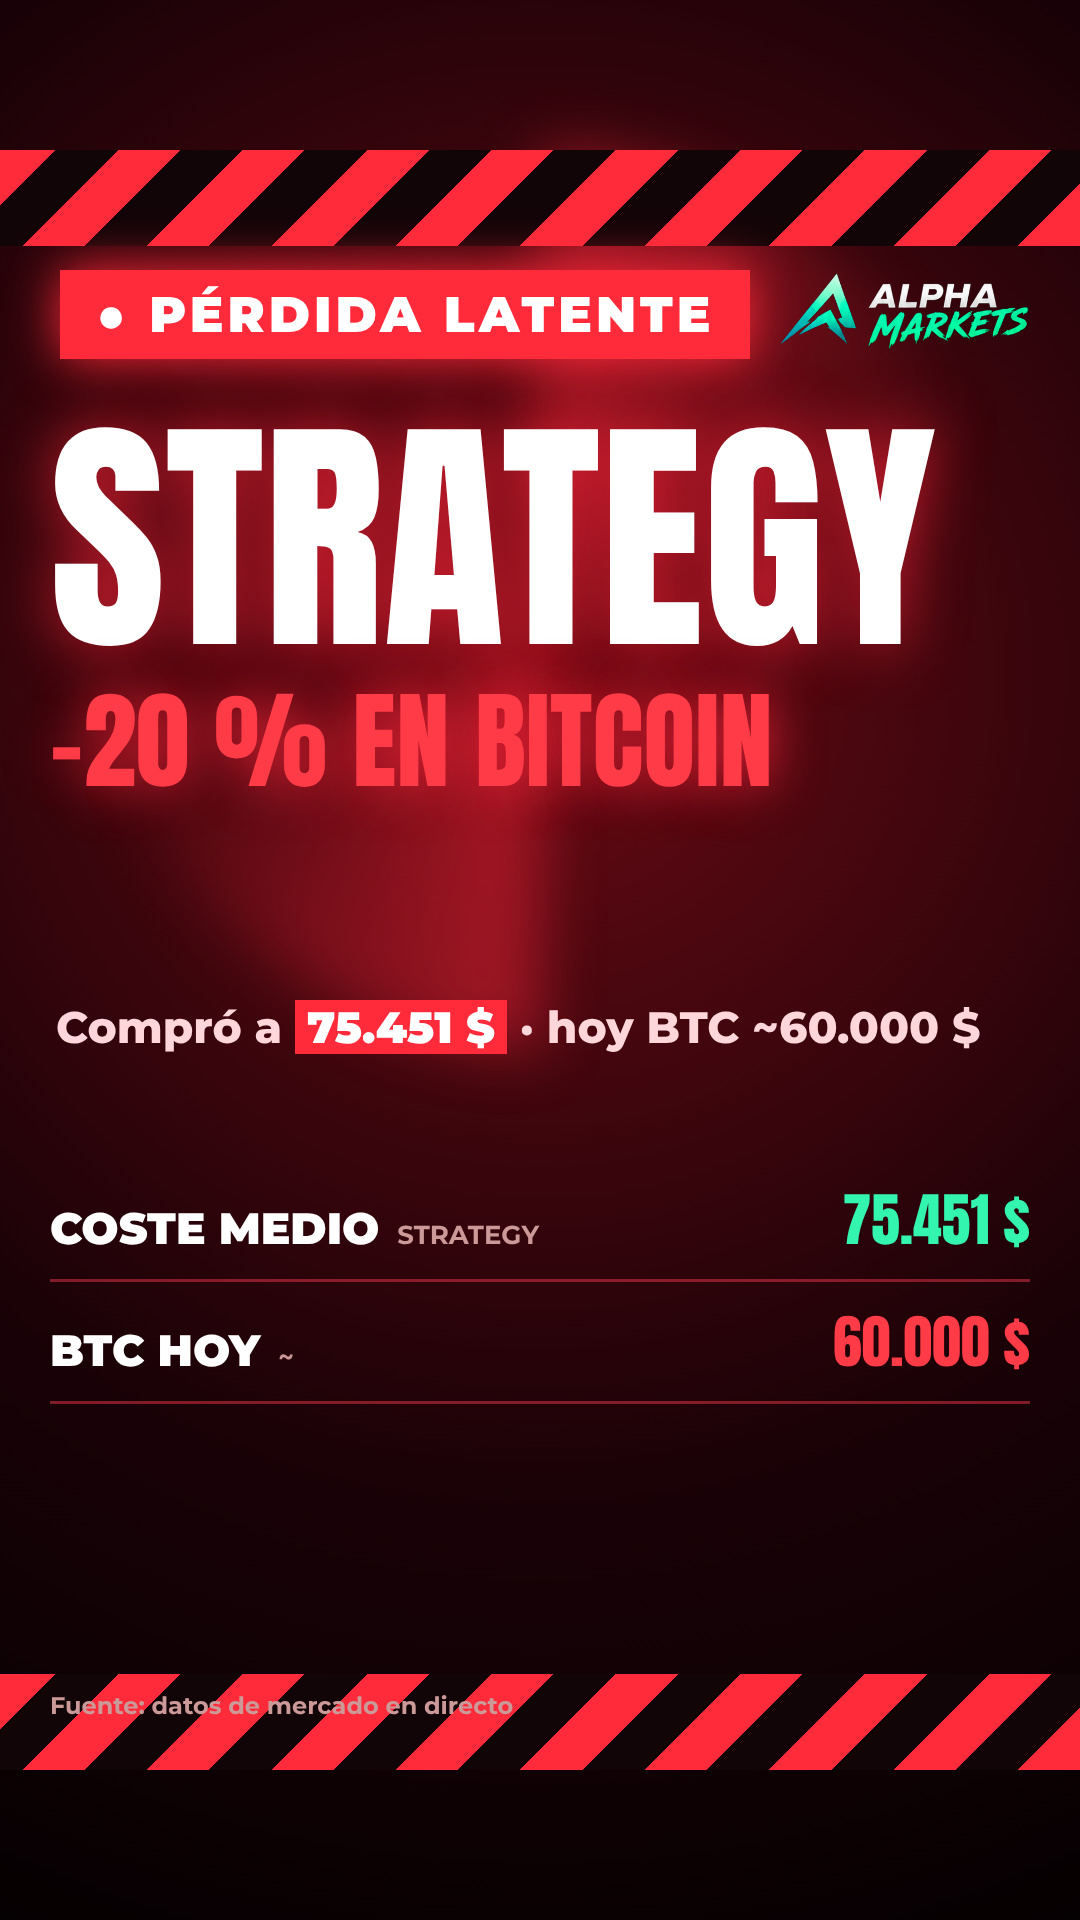 • PÉRDIDA LATENTE
ALPHA
MARKETS
STRATEGY
-20 % EN BITCOIN
Compró a 75.451 $ · hoy BTC ~60.000 $
COSTE MEDIO STRATEGY 75.451 $
BTC HOY ~ 60.000 $
Fuente: datos de mercado en directo